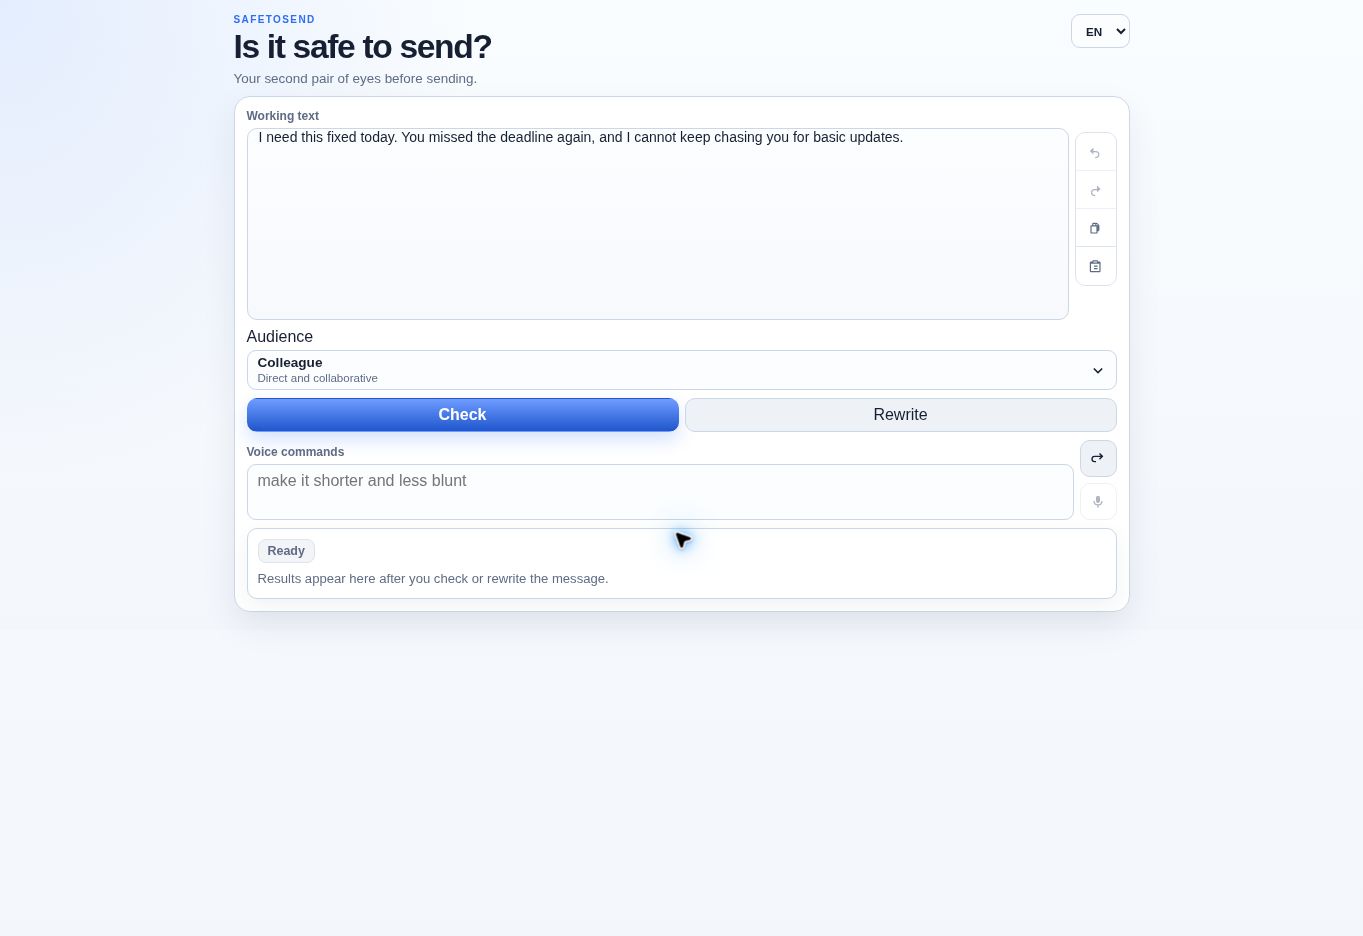 SAFETOSEND
Is it safe to send?
Your second pair of eyes before sending.
EN
Working text
I need this fixed today. You missed the deadline again, and I cannot keep chasing you for basic updates.
Audience
Colleague
Direct and collaborative
Check
Rewrite
Voice commands
make it shorter and less blunt
Ready
Results appear here after you check or rewrite the message.